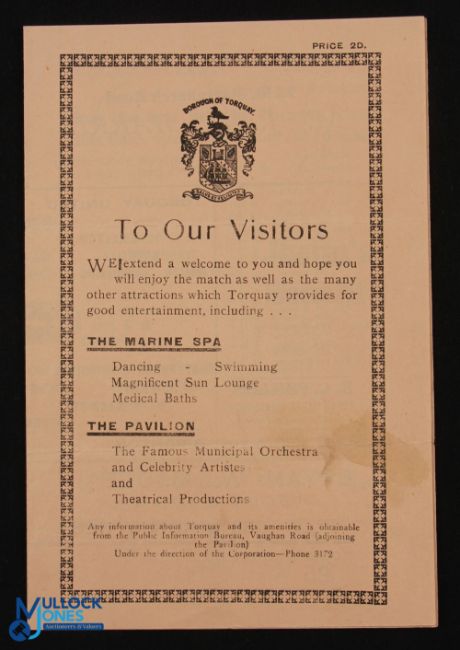 PRICE 2D.
BOROUGH OF TORQUAY.
To Our Visitors
WE extend a welcome to you and hope you
will enjoy the match as well as the many
other attractions which Torquay provides for
good entertainment, including . . .
THE MARINE SPA
Dancing - Swimming
Magnificent Sun Lounge
Medical Baths
THE PAVILION
The Famous Municipal Orchestra
and Celebrity Artistes
and
Theatrical Productions
Any information about Torquay and its amenities is obtainable
from the Public Information Bureau, Vaughan Road (adjoining
the Pavilion)
Under the direction of the Corporation—Phone 3172
MULLOCK
JONES
Auctioneers & Valuers